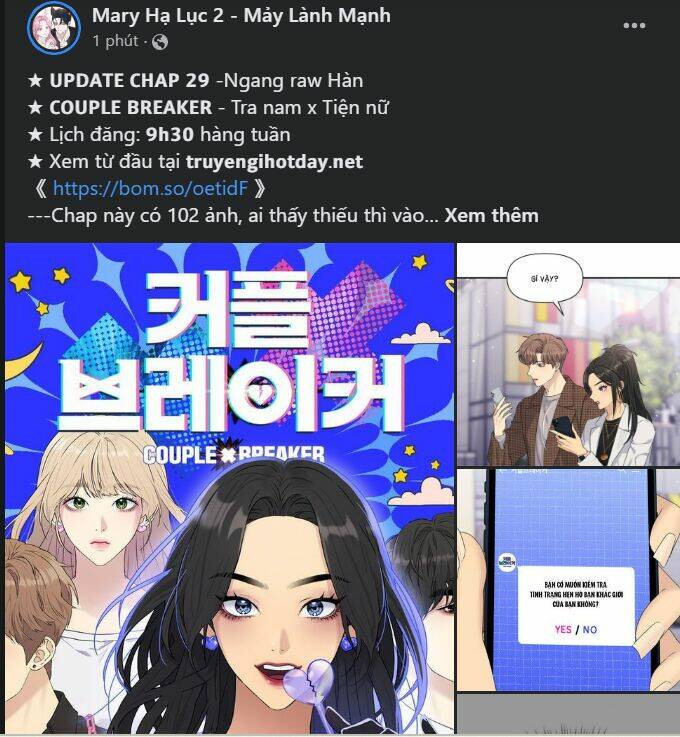 Mary Hạ Lục 2 - Mảy Lành Mạnh
1 phút ·
★ UPDATE CHAP 29 -Ngang raw Hàn
★ COUPLE BREAKER - Tra nam x Tiện nữ
★ Lịch đăng: 9h30 hàng tuần
★ Xem từ đầu tại truyengihotday.net
《 https://bom.so/oetidF 》
---Chap này có 102 ảnh, ai thấy thiếu thì vào... Xem thêm
커플
브레이커
COUPLE BREAKER
GÌ VẬY?
BẠN CÓ MUỐN KIỂM TRA
TÌNH TRẠNG HẸN HÒ BẠN KHÁC GIỚI
CỦA BẠN KHÔNG?
YES / NO